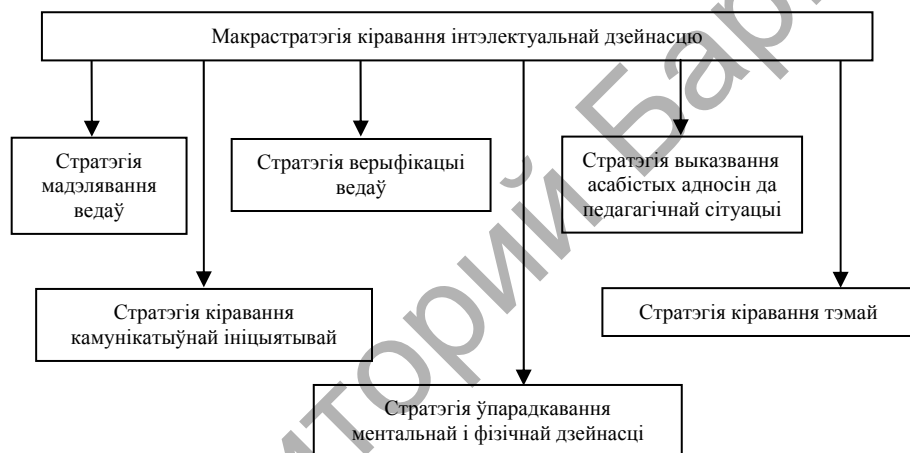 Макрастратэгія кіравання інтэлектуальнай дзейнасцю
Стратэгія
мадэлявання
ведаў
Стратэгія верыфікацыі
ведаў
Стратэгія выказвання
асабістых адносін да
педагагічнай сітуацыі
Стратэгія кіравання
камунікатыўнай ініцыятывай
Стратэгія кіравання тэмай
Стратэгія ўпарадкавання
ментальнай і фізічнай дзейнасці